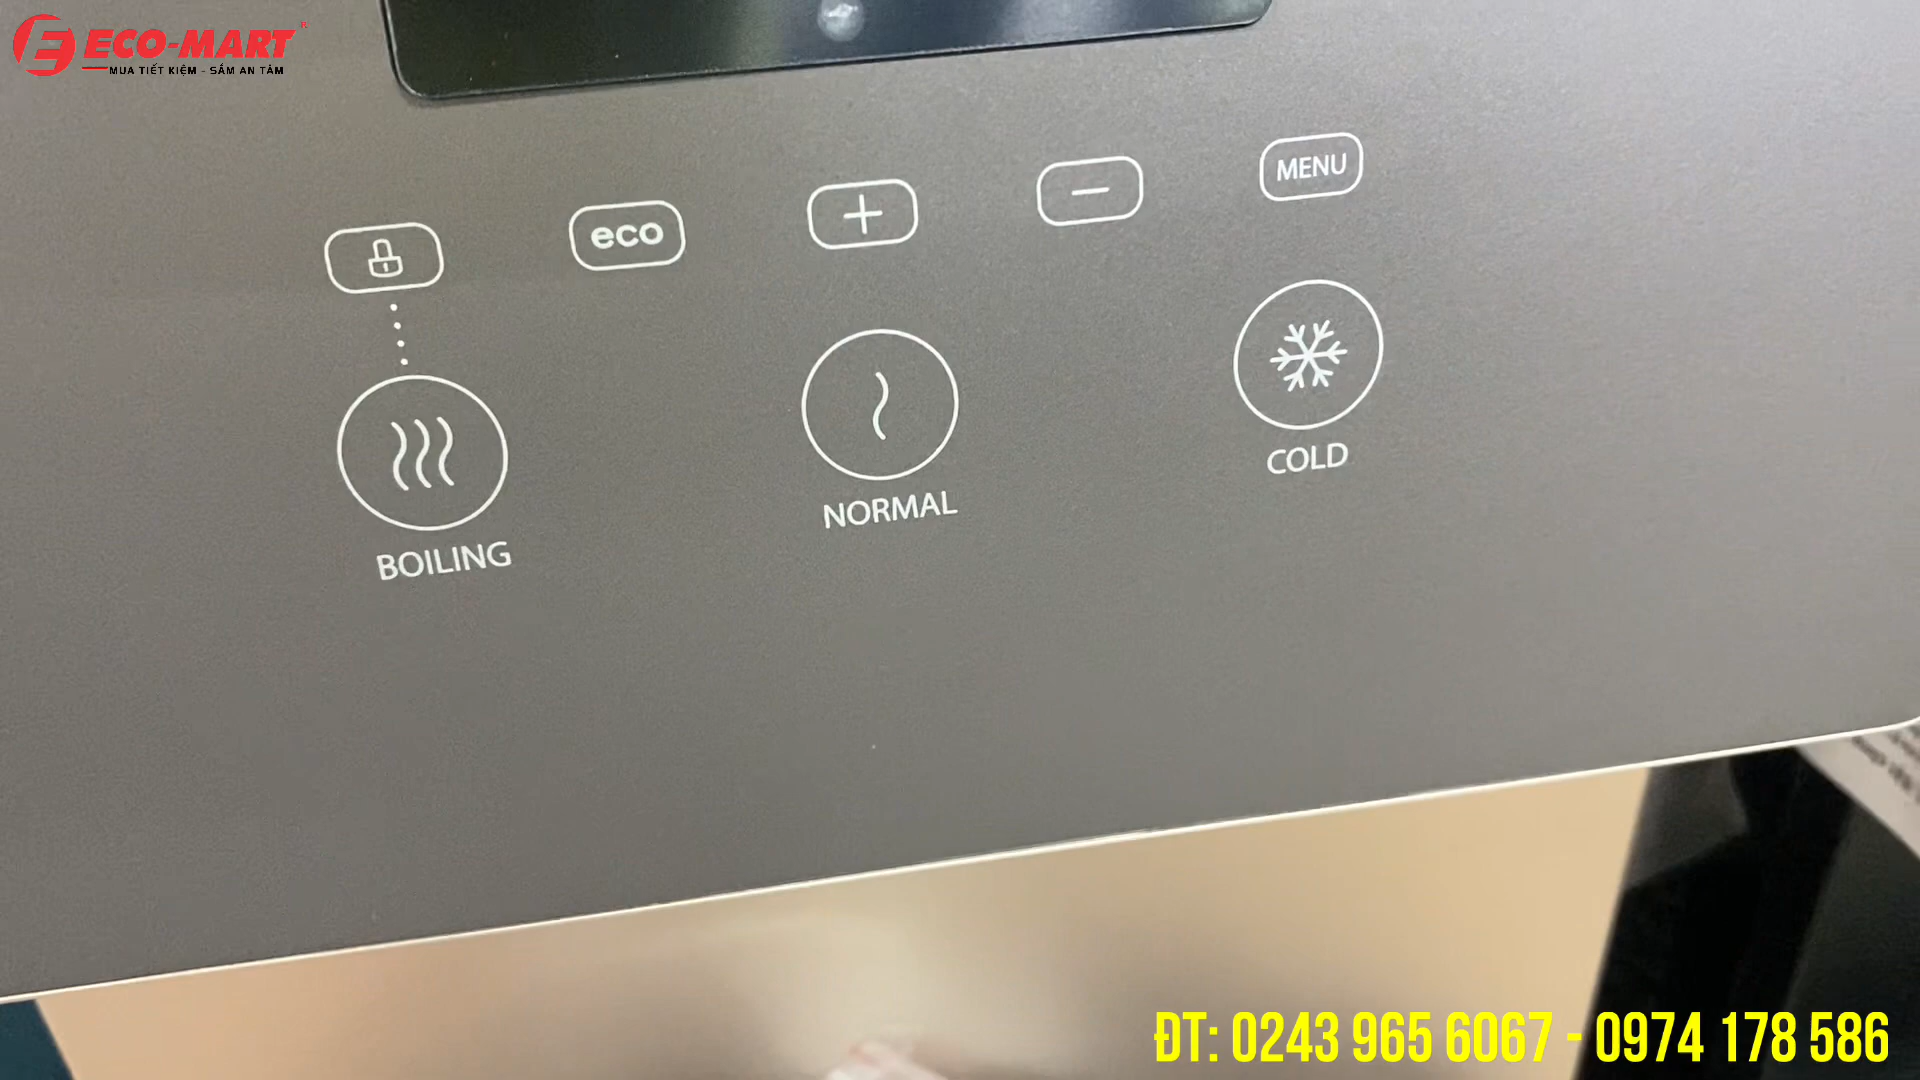 ECO-MART
MUA TIẾT KIỆM - SẮM AN TÂM
eco
MENU
BOILING
NORMAL
COLD
ĐT: 0243 965 6067 - 0974 178 586